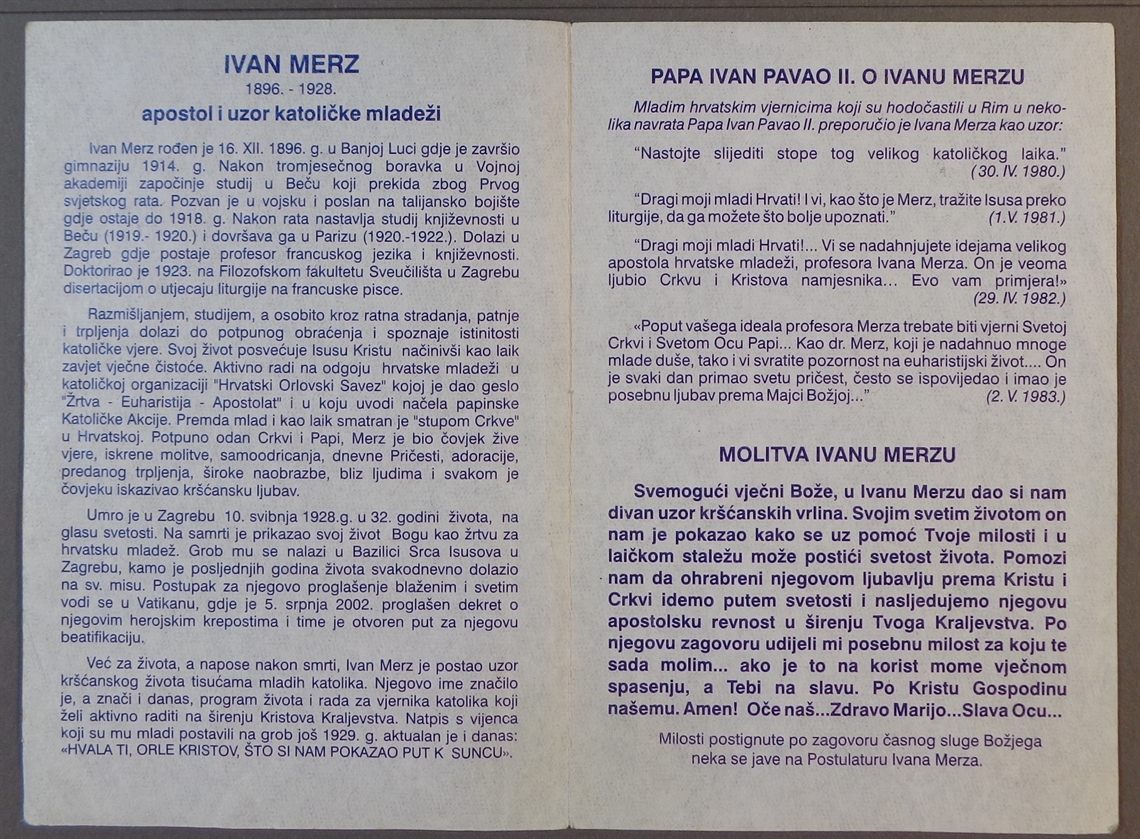 IVAN MERZ
1896. - 1928.
apostol i uzor katoličke mladeži
Ivan Merz rođen je 16. XII. 1896. g. u Banjoj Luci gdje je završio
gimnaziju 1914. g. Nakon tromjesečnog boravka u Vojnoj
akademiji započinje studij u Beču koji prekida zbog Prvog
svjetskog rata. Pozvan je u vojsku i poslan na talijansko bojište
gdje ostaje do 1918. g. Nakon rata nastavlja studij književnosti u
Beču (1919.- 1920.) i dovršava ga u Parizu (1920.-1922.). Dolazi u
Zagreb gdje postaje profesor francuskog jezika i književnosti.
Doktorirao je 1923. na Filozofskom fakultetu Sveučilišta u Zagrebu
disertacijom o utjecaju liturgije na francuske pisce.
Razmišljanjem, studijem, a osobito kroz ratna stradanja, patnje
i trpljenja dolazi do potpunog obraćenja i spoznaje istinitosti
katoličke vjere. Svoj život posvećuje Isusu Kristu načinivši kao laik
zavjet vječne čistoće. Aktivno radi na odgoju hrvatske mladeži u
katoličkoj organizaciji "Hrvatski Orlovski Savez" kojoj je dao geslo
"Žrtva - Euharistija - Apostolat" i u koju uvodi načela papinske
Katoličke Akcije. Premda mlad i kao laik smatran je "stupom Crkve"
u Hrvatskoj. Potpuno odan Crkvi i Papi, Merz je bio čovjek žive
vjere, iskrene molitve, samoodricanja, dnevne Pričesti, adoracije,
predanog trpljenja, široke naobrazbe, bliz ljudima i svakom je
čovjeku iskazivao kršćansku ljubav.
Umro je u Zagrebu 10. svibnja 1928.g. u 32. godini života, na
glasu svetosti. Na samrti je prikazao svoj život Bogu kao žrtvu za
hrvatsku mladež. Grob mu se nalazi u Bazilici Srca Isusova u
Zagrebu, kamo je posljednjih godina života svakodnevno dolazio
na sv. misu. Postupak za njegovo proglašenje blaženim i svetim
vodi se u Vatikanu, gdje je 5. srpnja 2002. proglašen dekret o
njegovim herojskim krepostima i time je otvoren put za njegovu
beatifikaciju.
Već za života, a napose nakon smrti, Ivan Merz je postao uzor
kršćanskog života tisućama mladih katolika. Njegovo ime značilo
je, a znači i danas, program života i rada za vjernika katolika koji
želi aktivno raditi na širenju Kristova Kraljevstva. Natpis s vijenca
koji su mu mladi postavili na grob još 1929. g. aktualan je i danas:
«HVALA TI, ORLE KRISTOV, ŠTO SI NAM POKAZAO PUT K SUNCU».
PAPA IVAN PAVAO II. O IVANU MERZU
Mladim hrvatskim vjernicima koji su hodočastili u Rim u neko-
lika navrata Papa Ivan Pavao II. preporučio je Ivana Merza kao uzor:
“Nastojte slijediti stope tog velikog katoličkog laika.”
(30. IV. 1980.)
“Dragi moji mladi Hrvati! I vi, kao što je Merz, tražite Isusa preko
liturgije, da ga možete što bolje upoznati.” (1.V. 1981.)
“Dragi moji mladi Hrvati!... Vi se nadahnjujete idejama velikog
apostola hrvatske mladeži, profesora Ivana Merza. On je veoma
ljubio Crkvu i Kristova namjesnika... Evo vam primjera!»
(29. IV. 1982.)
«Poput vašega ideala profesora Merza trebate biti vjerni Svetoj
Crkvi i Svetom Ocu Papi... Kao dr. Merz, koji je nadahnuo mnoge
mlade duše, tako i vi svratite pozornost na euharistijski život.... On
je svaki dan primao svetu pričest, često se ispovijedao i imao je
posebnu ljubav prema Majci Božjoj...” (2. V. 1983.)
MOLITVA IVANU MERZU
Svemogući vječni Bože, u Ivanu Merzu dao si nam
divan uzor kršćanskih vrlina. Svojim svetim životom on
nam je pokazao kako se uz pomoć Tvoje milosti i u
laičkom staležu može postići svetost života. Pomozi
nam da ohrabreni njegovom ljubavlju prema Kristu i
Crkvi idemo putem svetosti i nasljedujemo njegovu
apostolsku revnost u širenju Tvoga Kraljevstva. Po
njegovu zagovoru udijeli mi posebnu milost za koju te
sada molim... ako je to na korist mome vječnom
spasenju, a Tebi na slavu. Po Kristu Gospodinu
našemu. Amen! Oče naš...Zdravo Marijo...Slava Ocu...
Milosti postignute po zagovoru časnog sluge Božjega
neka se jave na Postulaturu Ivana Merza.